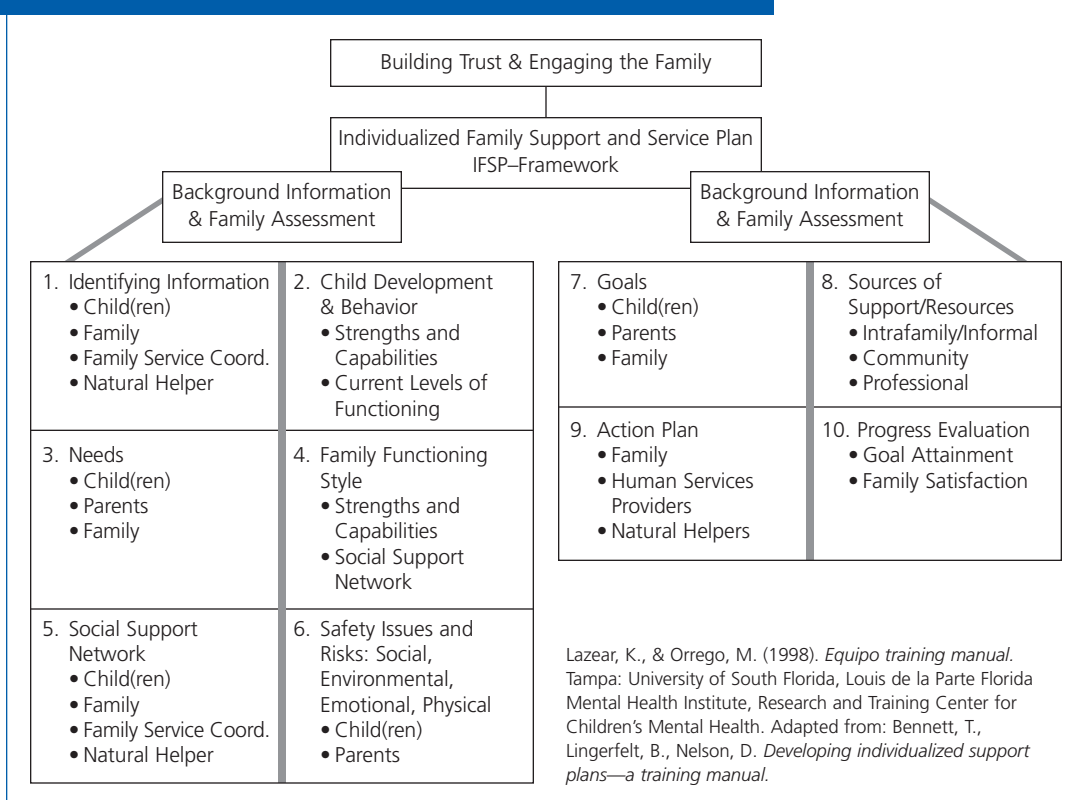 Building Trust & Engaging the Family
Individualized Family Support and Service Plan
IFSP–Framework
Background Information
& Family Assessment
Background Information
& Family Assessment
1. Identifying Information
• Child(ren)
• Family
• Family Service Coord.
• Natural Helper
2. Child Development
& Behavior
• Strengths and
Capabilities
• Current Levels of
Functioning
3. Needs
• Child(ren)
• Parents
• Family
4. Family Functioning
Style
• Strengths and
Capabilities
• Social Support
Network
5. Social Support
Network
• Child(ren)
• Family
• Family Service Coord.
• Natural Helper
6. Safety Issues and
Risks: Social,
Environmental,
Emotional, Physical
• Child(ren)
• Parents
7. Goals
• Child(ren)
• Parents
• Family
8. Sources of
Support/Resources
• Intrafamily/Informal
• Community
• Professional
9. Action Plan
• Family
• Human Services
Providers
• Natural Helpers
10. Progress Evaluation
• Goal Attainment
• Family Satisfaction
Lazear, K., & Orrego, M. (1998). Equipo training manual.
Tampa: University of South Florida, Louis de la Parte Florida
Mental Health Institute, Research and Training Center for
Children’s Mental Health. Adapted from: Bennett, T.,
Lingerfelt, B., Nelson, D. Developing individualized support
plans—a training manual.